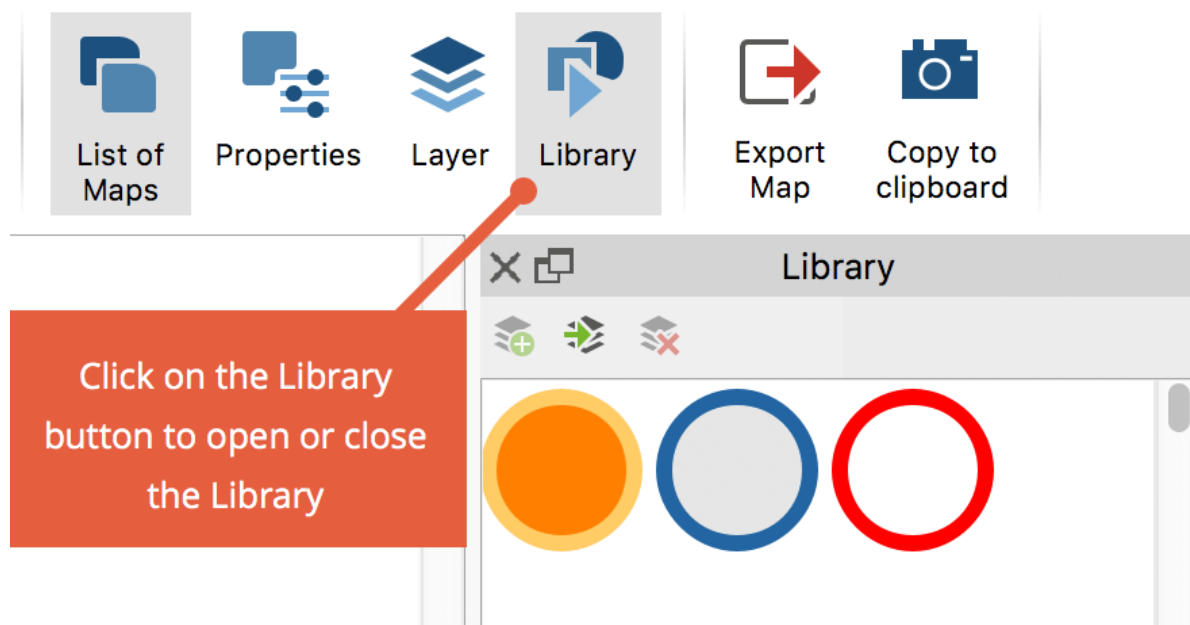 List of
Maps
Properties
Layer
Library
Export
Map
Copy to
clipboard
Library
Click on the Library
button to open or close
the Library